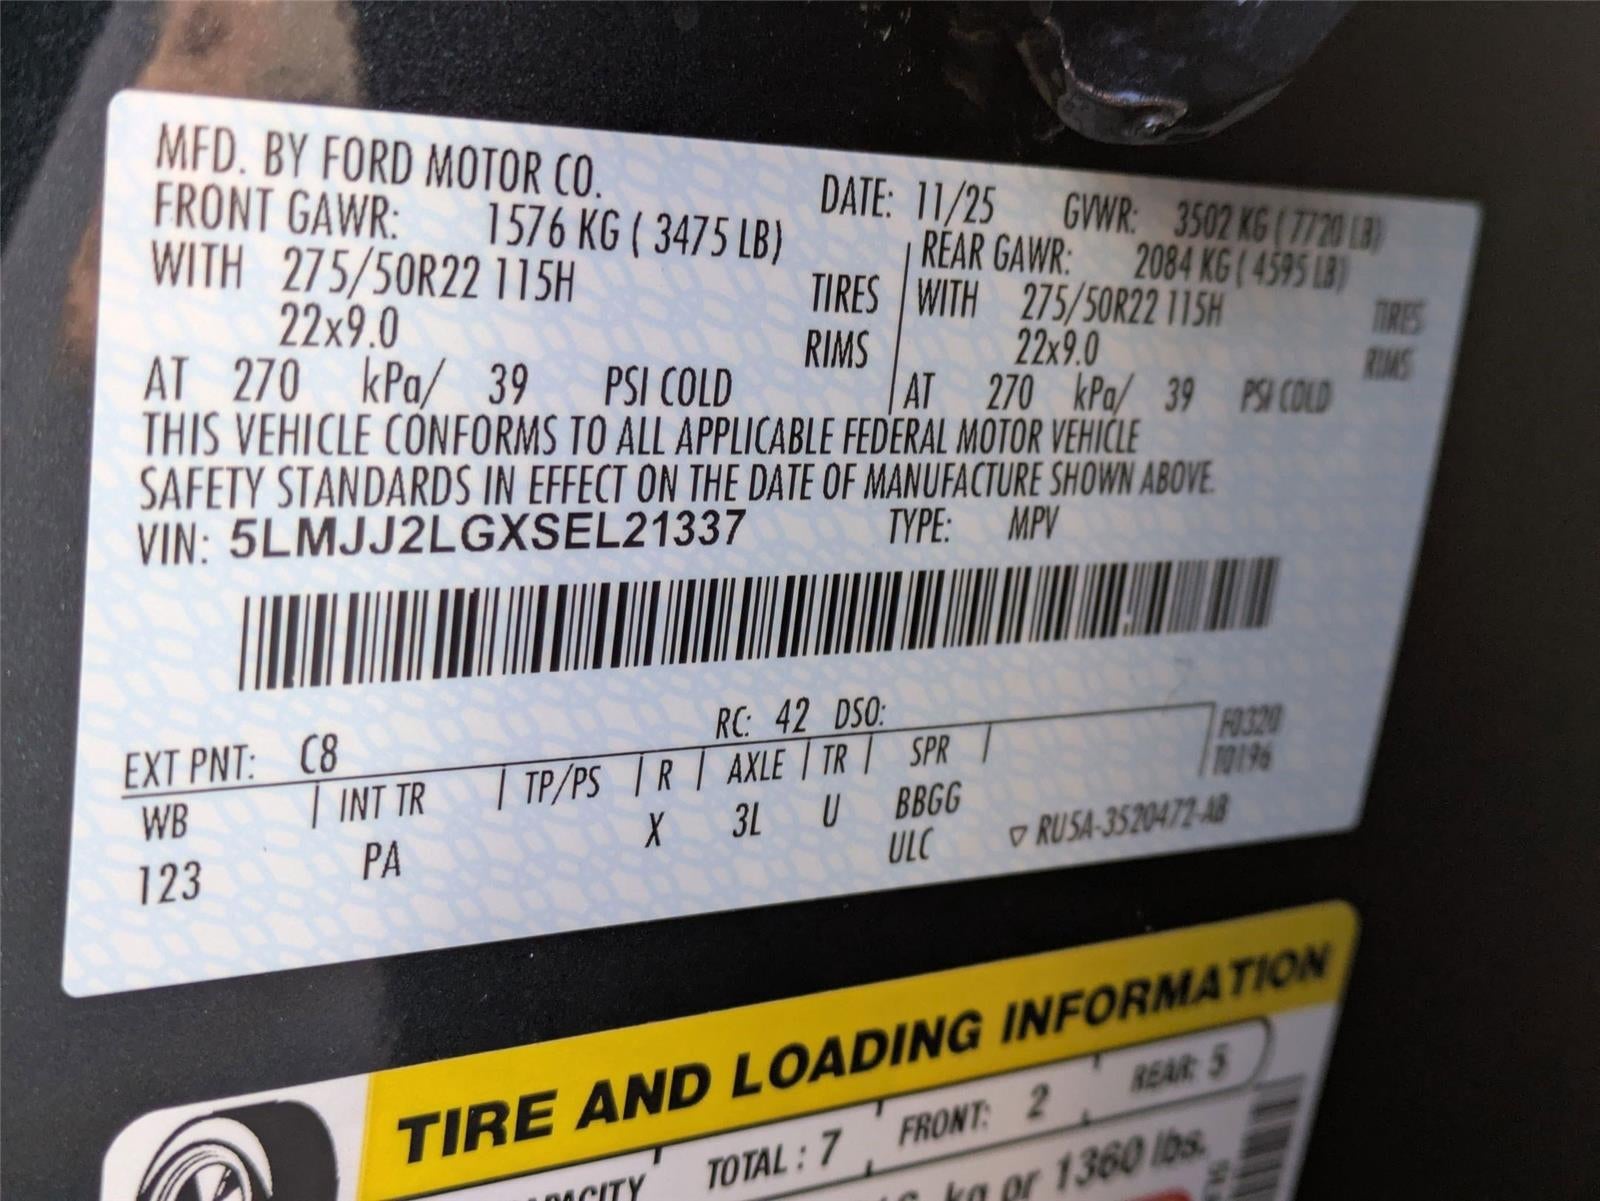 MFD. BY FORD MOTOR CO. DATE: 11/25 GVWR: 3502 KG ( 7720 LB)
FRONT GAWR: 1576 KG ( 3475 LB) REAR GAWR: 2084 KG ( 4595 LB)
WITH 275/50R22 115H TIRES WITH 275/50R22 115H TIRES
22x9.0 RIMS 22x9.0 RIMS
AT 270 kPa/ 39 PSI COLD AT 270 kPa/ 39 PSI COLD
THIS VEHICLE CONFORMS TO ALL APPLICABLE FEDERAL MOTOR VEHICLE
SAFETY STANDARDS IN EFFECT ON THE DATE OF MANUFACTURE SHOWN ABOVE.
VIN: 5LMJJ2LGXSEL21337 TYPE: MPV
EXT PNT: C8 RC: 42 DSO: F0320
WB INT TR TP/PS R AXLE TR SPR T0196
123 PA X 3L U BBGG
ULC RU5A-3520472-AB
TIRE AND LOADING INFORMATION
TOTAL : 7 FRONT: 2 REAR: 5
kg or 1360 lbs.